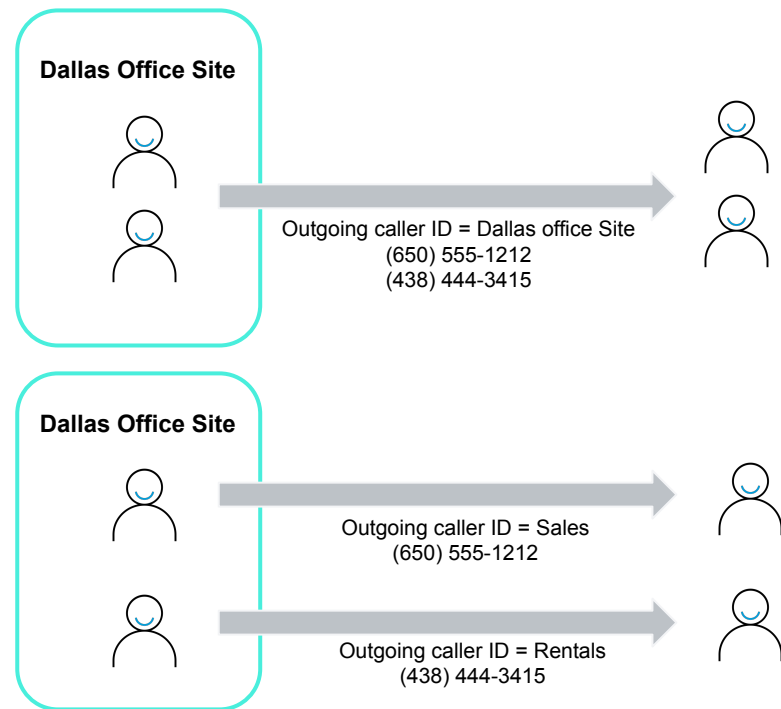 Dallas Office Site
Outgoing caller ID = Dallas office Site
(650) 555-1212
(438) 444-3415
Dallas Office Site
Outgoing caller ID = Sales
(650) 555-1212
Outgoing caller ID = Rentals
(438) 444-3415